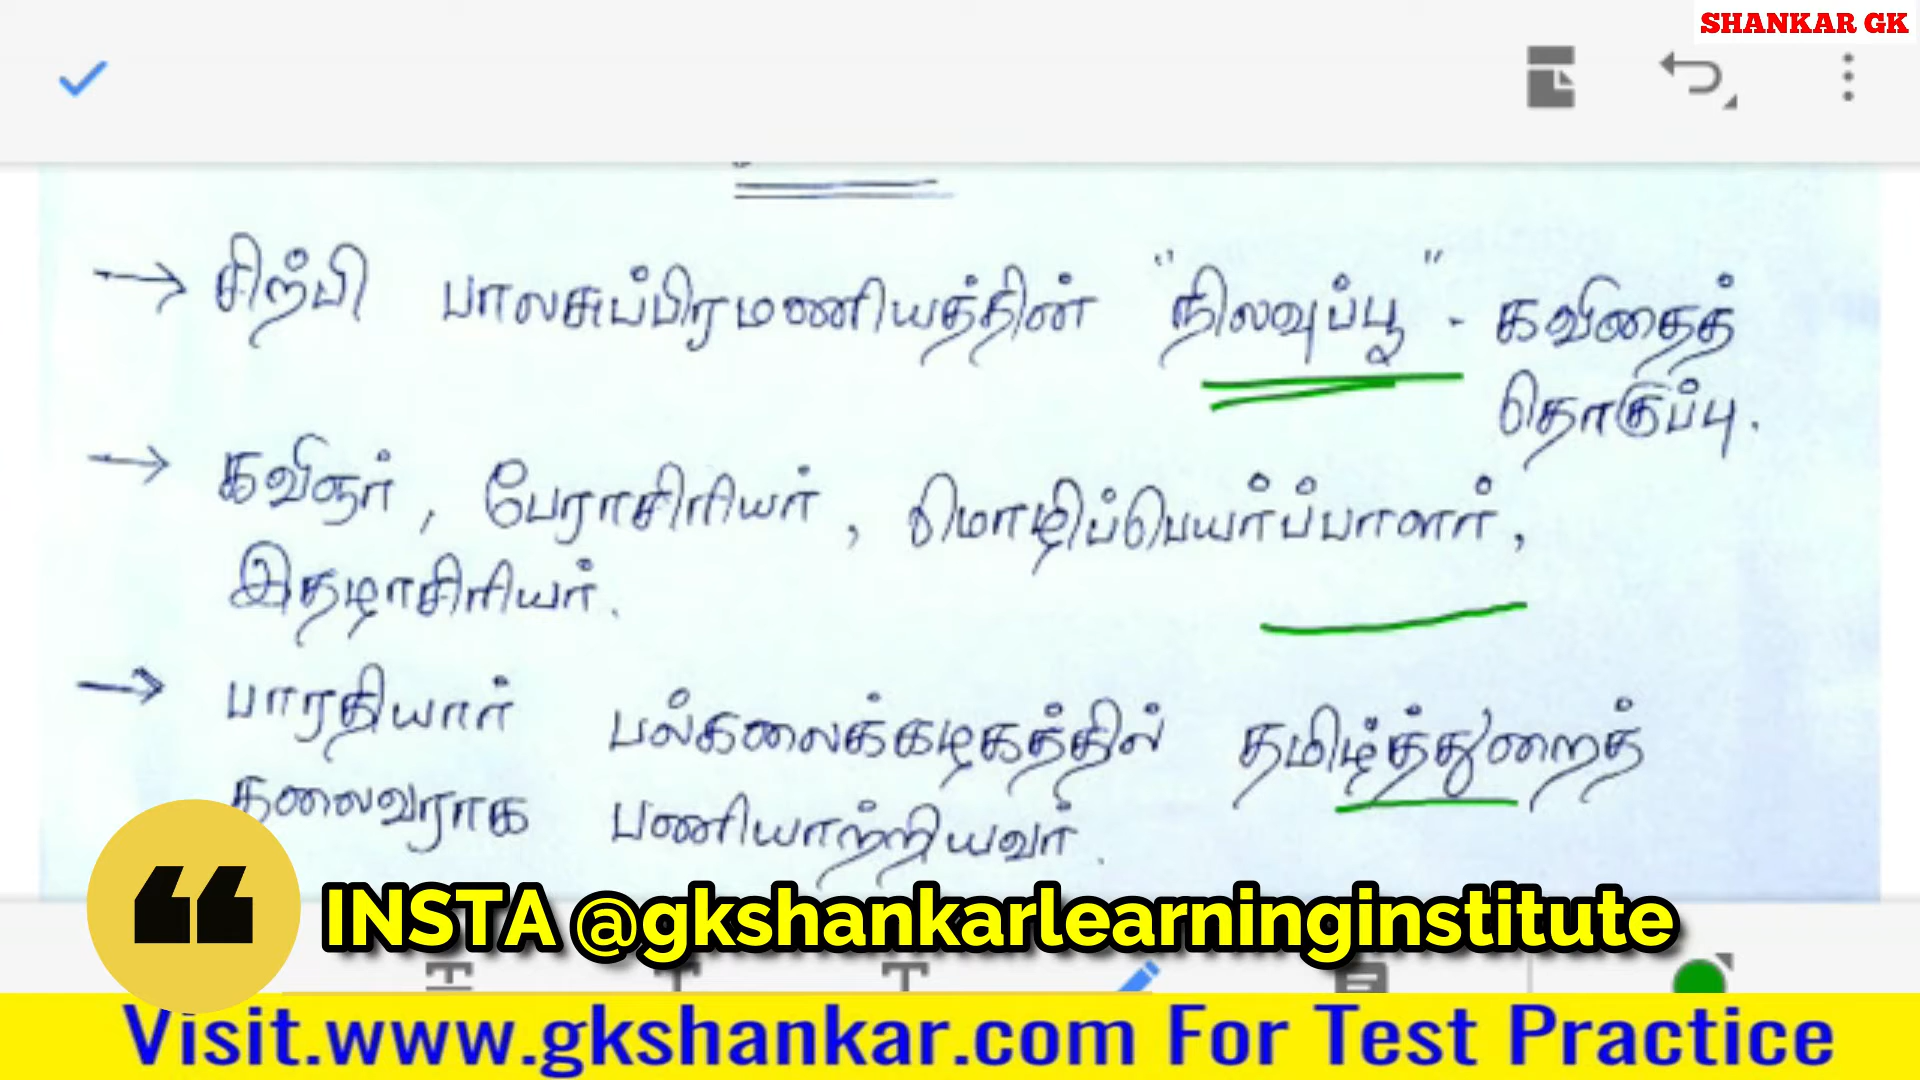 SHANKAR GK
→ சிற்பி பாலசுப்பிரமணியத்தின் "நிலவுப்பூ" - கவிதைத்
தொகுப்பு.
→ கவிஞர், பேராசிரியர், மொழிப்பெயர்ப்பாளர்,
இதழாசிரியர்.
→ பாரதியார் பல்கலைக்கழகத்தில் தமிழ்த்துறைத்
தலைவராக பணியாற்றியவர்.
INSTA @gkshankarlearninginstitute
Visit.www.gkshankar.com For Test Practice